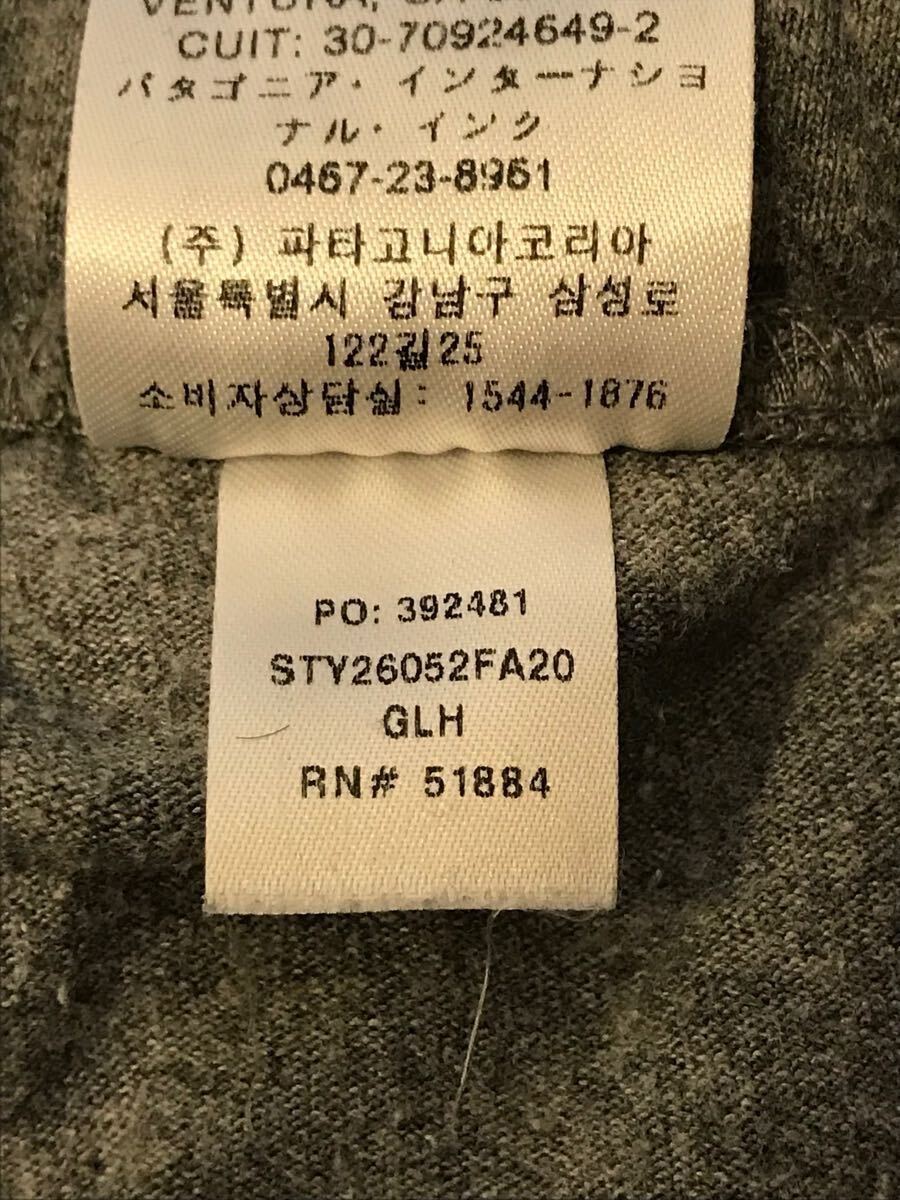 VENTURA, CA
CUIT: 30-70924649-2
パタゴニア・インターナショ
ナル・インク
0467-23-8961
(주) 파타고니아코리아
서울특별시 강남구 삼성로
122길25
소비자상담실: 1544-1876
PO: 392481
STY26052FA20
GLH
RN# 51884